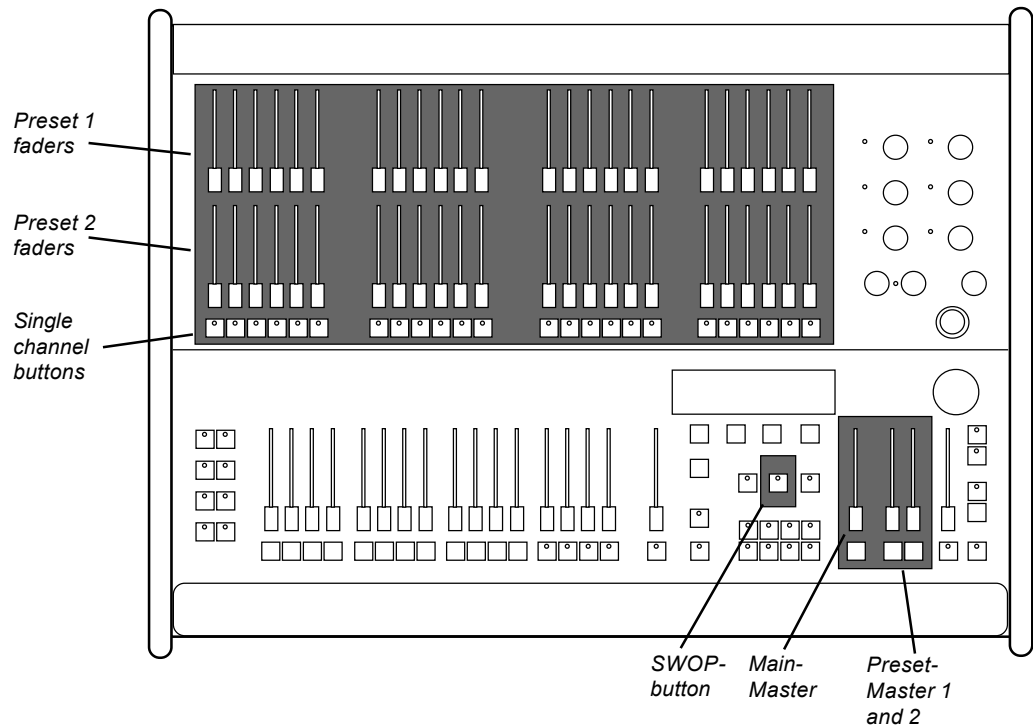 Preset 1
faders
Preset 2
faders
Single
channel
buttons
SWOP-
button
Main-
Master
Preset-
Master 1
and 2